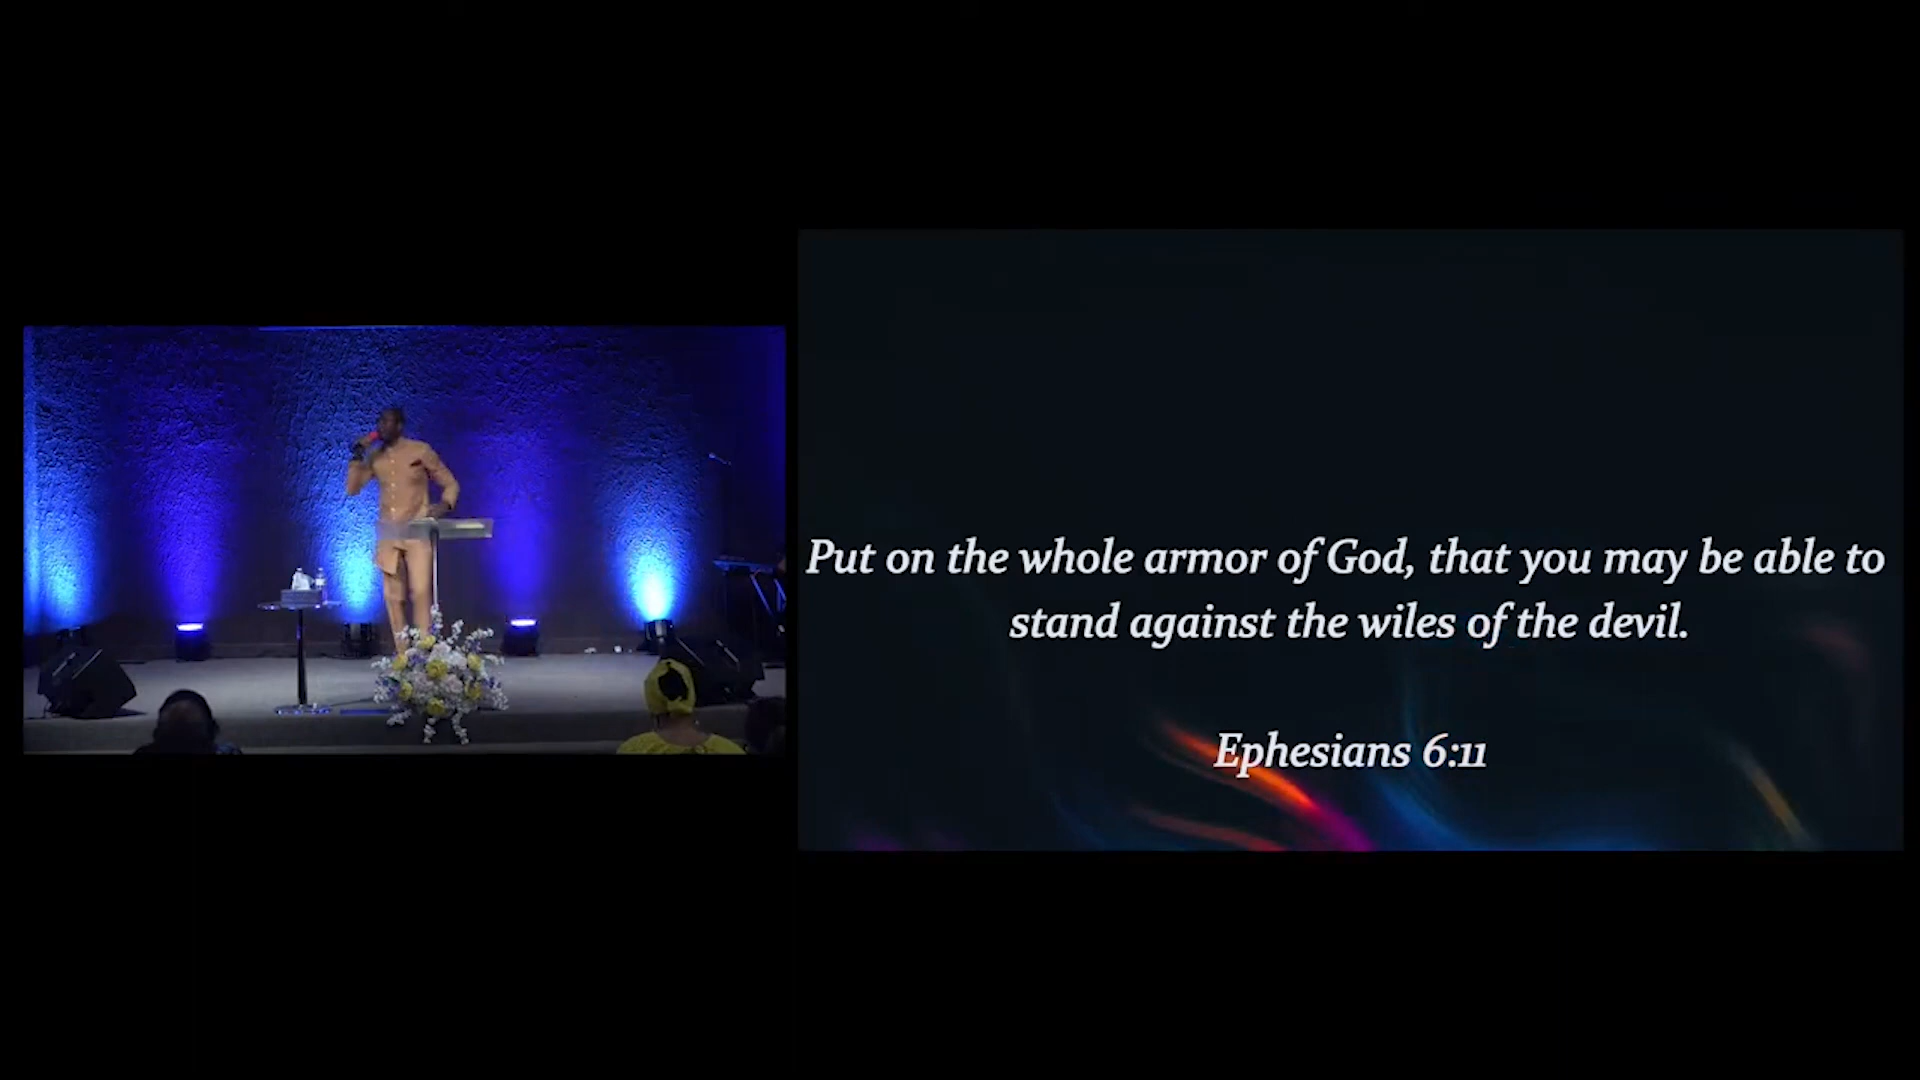 Put on the whole armor of God, that you may be able to
stand against the wiles of the devil.
Ephesians 6:11